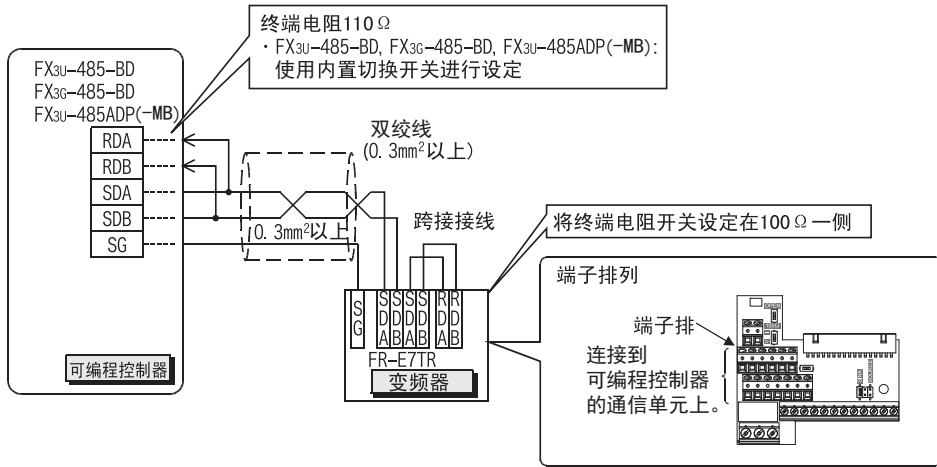 终端电阻110Ω
·FX3U-485-BD, FX3G-485-BD, FX3U-485ADP(-MB):
使用内置切换开关进行设定
FX3U-485-BD
FX3G-485-BD
FX3U-485ADP(-MB)
RDA
RDB
SDA
SDB
SG
可编程控制器
双绞线
(0.3mm²以上)
0.3mm²以上
跨接接线
将终端电阻开关设定在100Ω一侧
SG
SDA
SDB
SDA
SDB
RDA
RDB
FR-E7TR
变频器
端子排列
端子排
连接到
可编程控制器
的通信单元上。